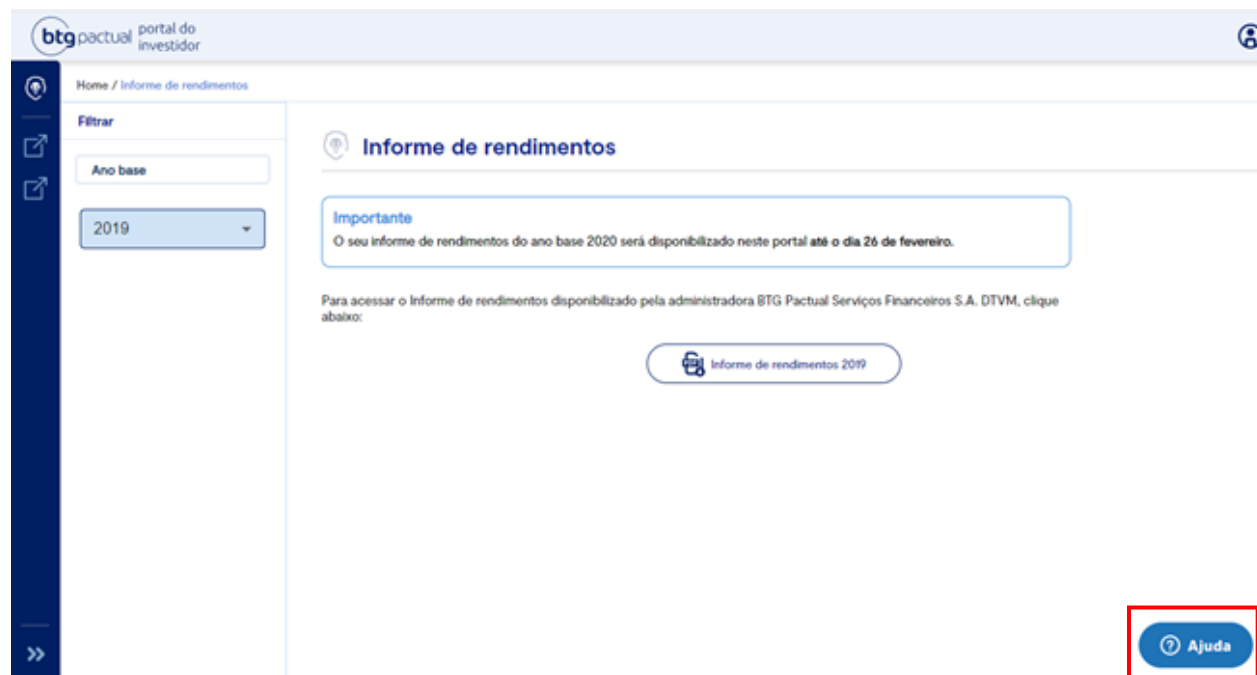 btg pactual portal do
investidor
Home / Informe de rendimentos
Filtrar
Ano base
2019
Informe de rendimentos
Importante
O seu informe de rendimentos do ano base 2020 será disponibilizado neste portal até o dia 26 de fevereiro.
Para acessar o Informe de rendimentos disponibilizado pela administradora BTG Pactual Serviços Financeiros S.A. DTVM, clique
abaixo:
Informe de rendimentos 2019
Ajuda